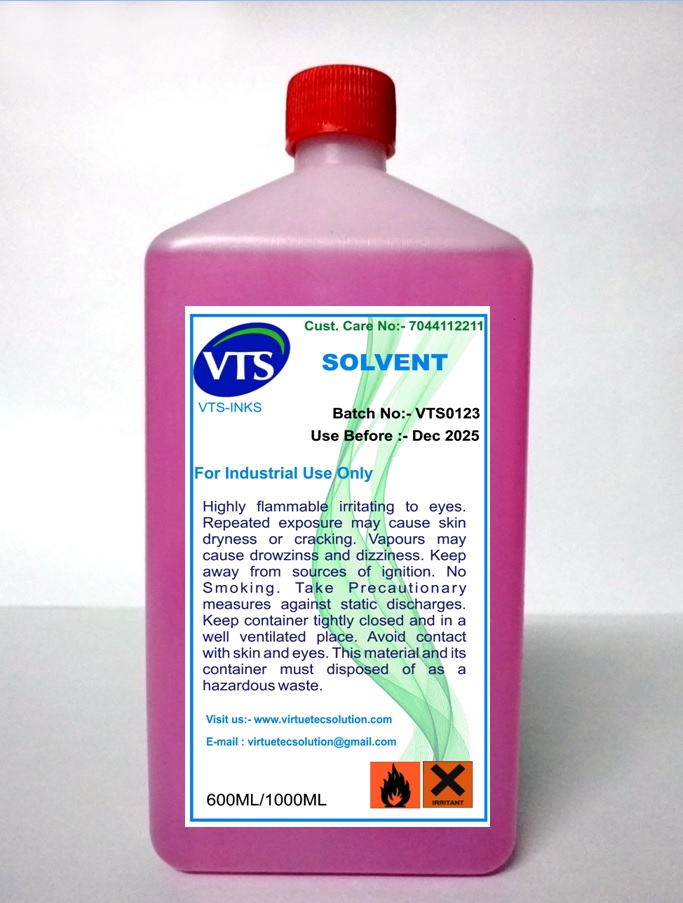 Cust. Care No:- 7044112211
VTS
SOLVENT
VTS-INKS
Batch No:- VTS0123
Use Before :- Dec 2025
For Industrial Use Only
Highly flammable irritating to eyes.
Repeated exposure may cause skin
dryness or cracking. Vapours may
cause drowzinss and dizziness. Keep
away from sources of ignition. No
Smoking. Take Precautionary
measures against static discharges.
Keep container tightly closed and in a
well ventilated place. Avoid contact
with skin and eyes. This material and its
container must disposed of as a
hazardous waste.
Visit us:- www.virtuetecsolution.com
E-mail : virtuetecsolution@gmail.com
600ML/1000ML
IRRITANT